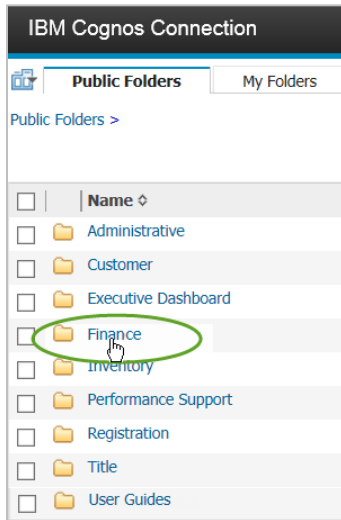 IBM Cognos Connection
Public Folders My Folders
Public Folders >
Name
Administrative
Customer
Executive Dashboard
Finance
Inventory
Performance Support
Registration
Title
User Guides